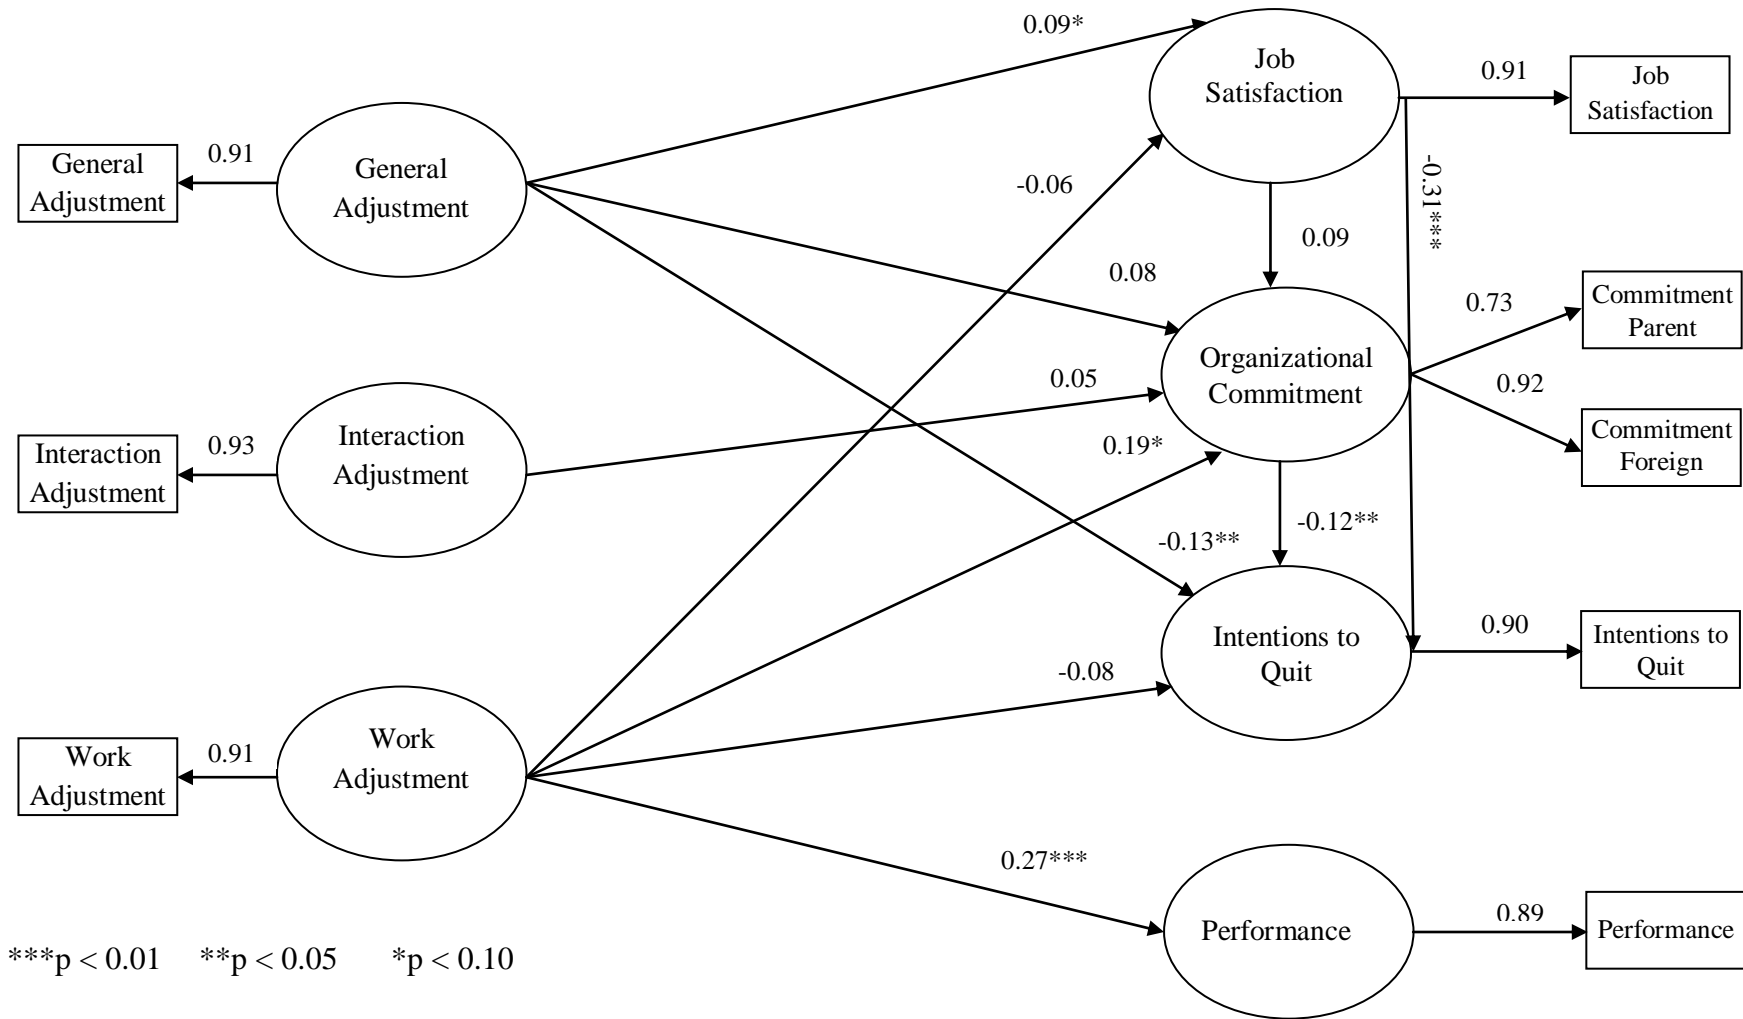 0.09*
Job
Satisfaction
0.91
Job
Satisfaction
General
Adjustment
0.91
General
Adjustment
-0.06
-0.31***
0.09
0.08
0.73
Commitment
Parent
Organizational
Commitment
0.05
0.92
Commitment
Foreign
Interaction
Adjustment
0.93
Interaction
Adjustment
0.19*
-0.13**
-0.12**
Intentions to
Quit
0.90
Intentions to
Quit
-0.08
Work
Adjustment
0.91
Work
Adjustment
0.27***
Performance
0.89
Performance
***p < 0.01 **p < 0.05 *p < 0.10